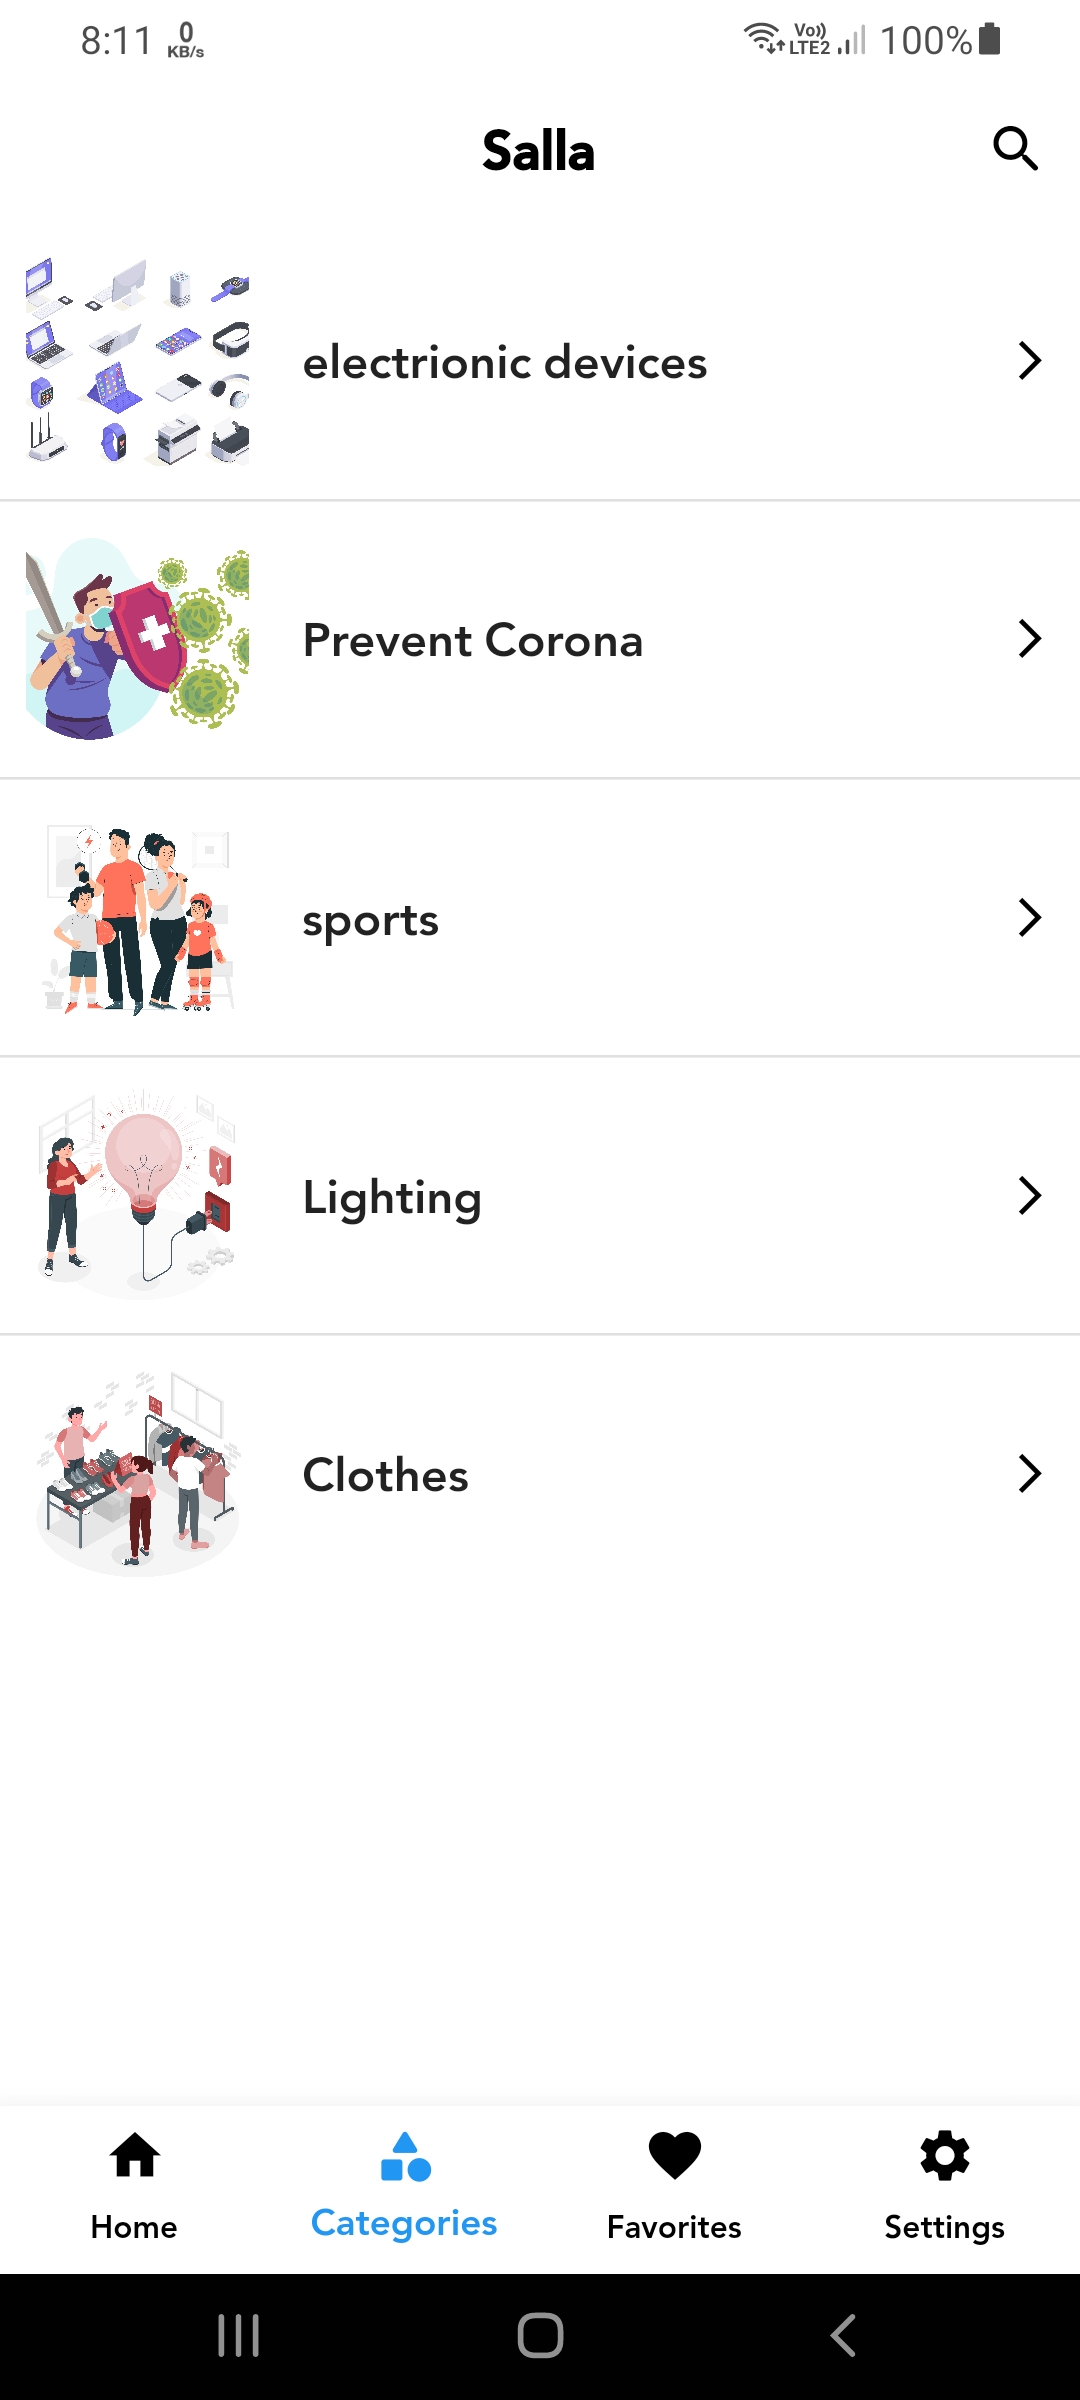 8:11 0 KB/s Vo)) LTE2 100%
Salla
electrionic devices
Prevent Corona
sports
Lighting
Clothes
Home Categories Favorites Settings